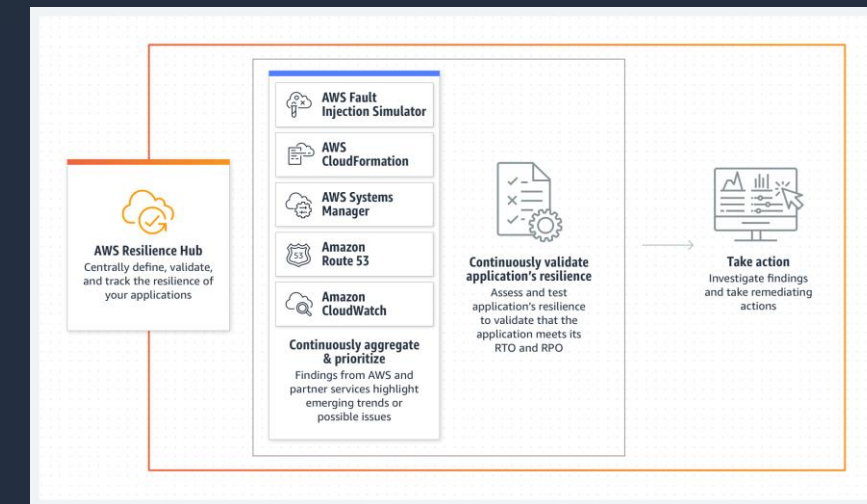 AWS Resilience Hub
Centrally define, validate,
and track the resilience of
your applications
AWS Fault
Injection Simulator
AWS
CloudFormation
AWS Systems
Manager
53
Amazon
Route 53
Amazon
CloudWatch
Continuously aggregate
& prioritize
Findings from AWS and
partner services highlight
emerging trends or
possible issues
Continuously validate
application's resilience
Assess and test
application's resilience
to validate that the
application meets its
RTO and RPO
Take action
Investigate findings
and take remediating
actions